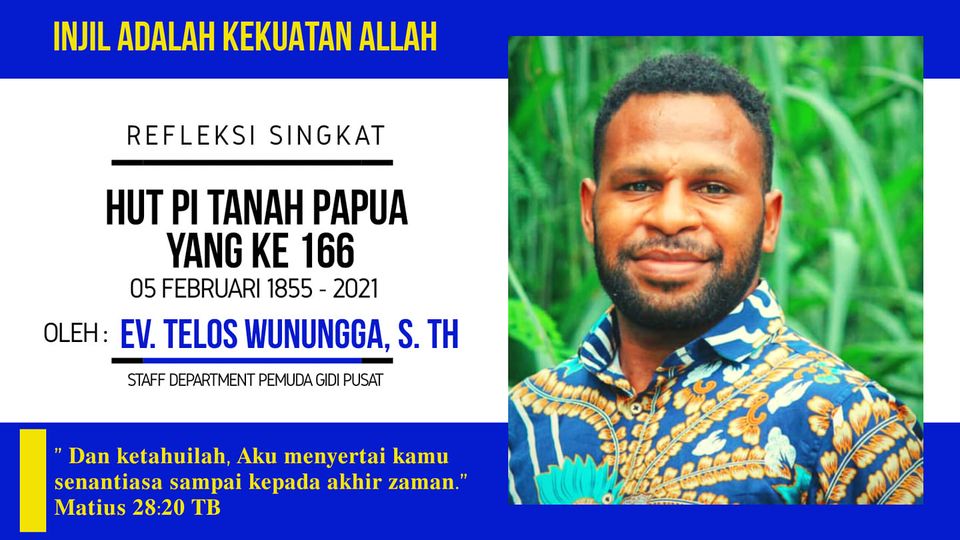 INJIL ADALAH KEKUATAN ALLAH
REFLEKSI SINGKAT
HUT PI TANAH PAPUA
YANG KE 166
05 FEBRUARI 1855 - 2021
OLEH : EV. TELOS WUNUNGGA, S. TH
STAFF DEPARTMENT PEMUDA GIDI PUSAT
" Dan ketahuilah, Aku menyertai kamu
senantiasa sampai kepada akhir zaman."
Matius 28:20 TB